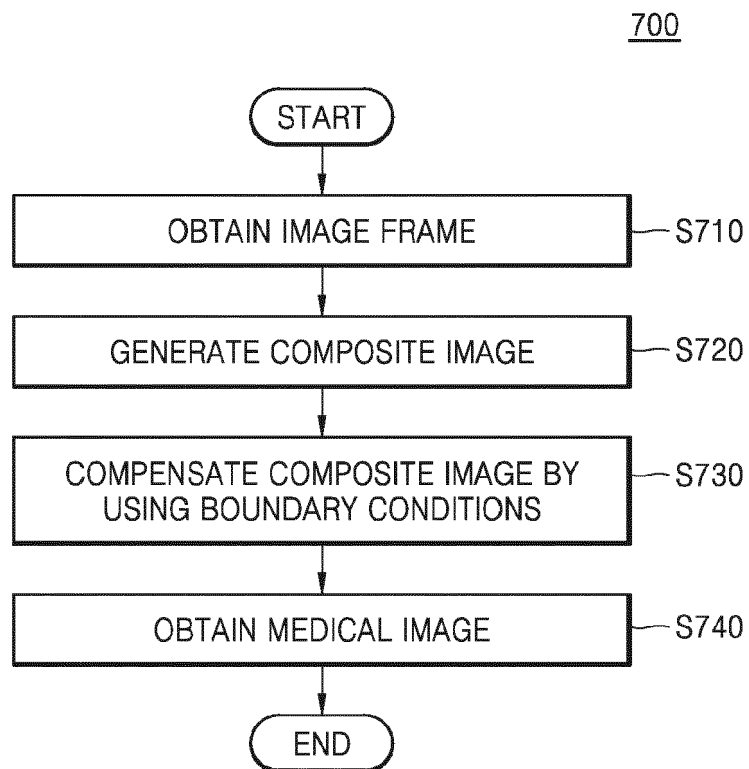 700
START
OBTAIN IMAGE FRAME
S710
GENERATE COMPOSITE IMAGE
S720
COMPENSATE COMPOSITE IMAGE BY
USING BOUNDARY CONDITIONS
S730
OBTAIN MEDICAL IMAGE
S740
END